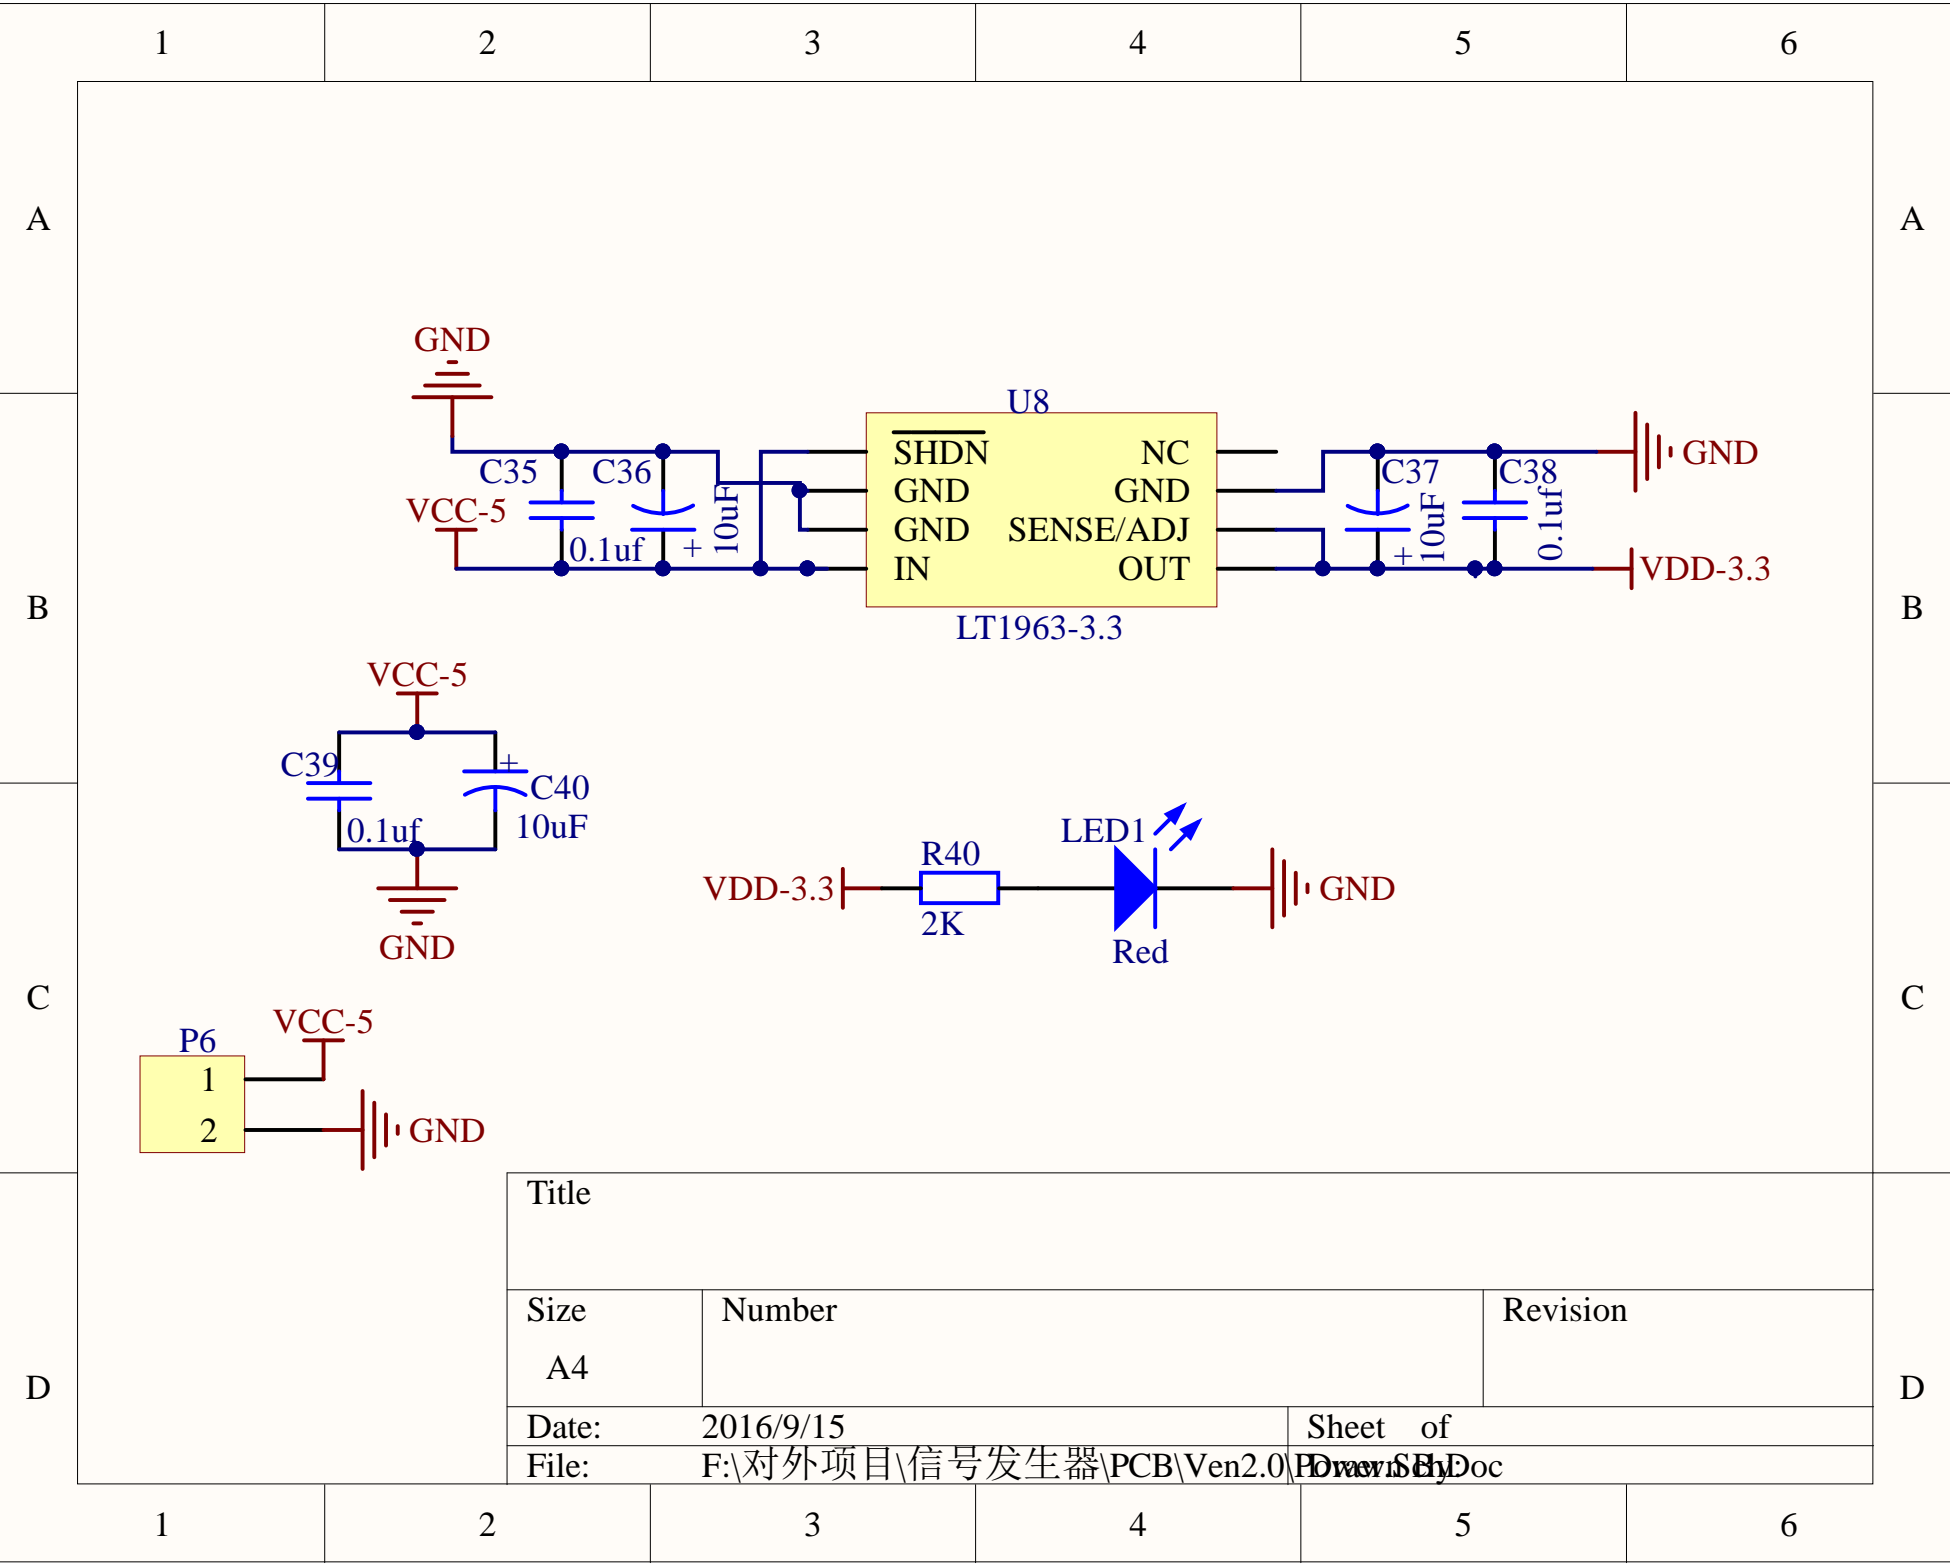 1 2 3 4 5 6
A A
GND
U8
SHDN NC
C35 C36 C37 C38 GND
GND GND
VCC-5 10uF 10uF 0.1uf
GND SENSE/ADJ
0.1uf + +
IN OUT VDD-3.3
B B
LT1963-3.3
VCC-5
C39 +
C40
0.1uf 10uF
LED1
R40
VDD-3.3 GND
2K
Red
GND
C C
VCC-5
P6
1
2 GND
Title
Size Number Revision
A4
D D
Date: 2016/9/15 Sheet of
File: F:\对外项目\信号发生器\PCB\Ven2.0\Power.SchDoc Drawn By:
1 2 3 4 5 6